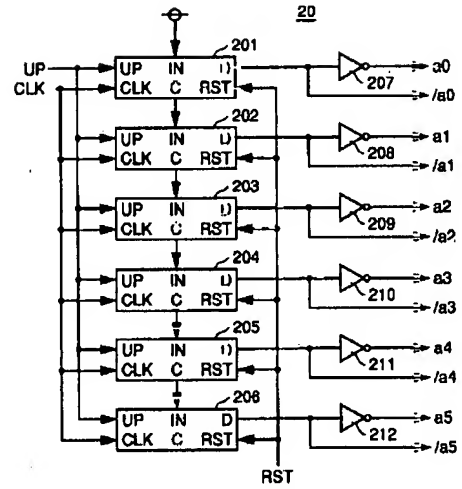 20
201
UP IN D
CLK C RST
UP
CLK
207
a0
/a0
202
UP IN D
CLK C RST
208
a1
/a1
203
UP IN D
CLK C RST
209
a2
/a2
204
UP IN D
CLK C RST
210
a3
/a3
205
UP IN D
CLK C RST
211
a4
/a4
206
UP IN D
CLK C RST
212
a5
/a5
RST